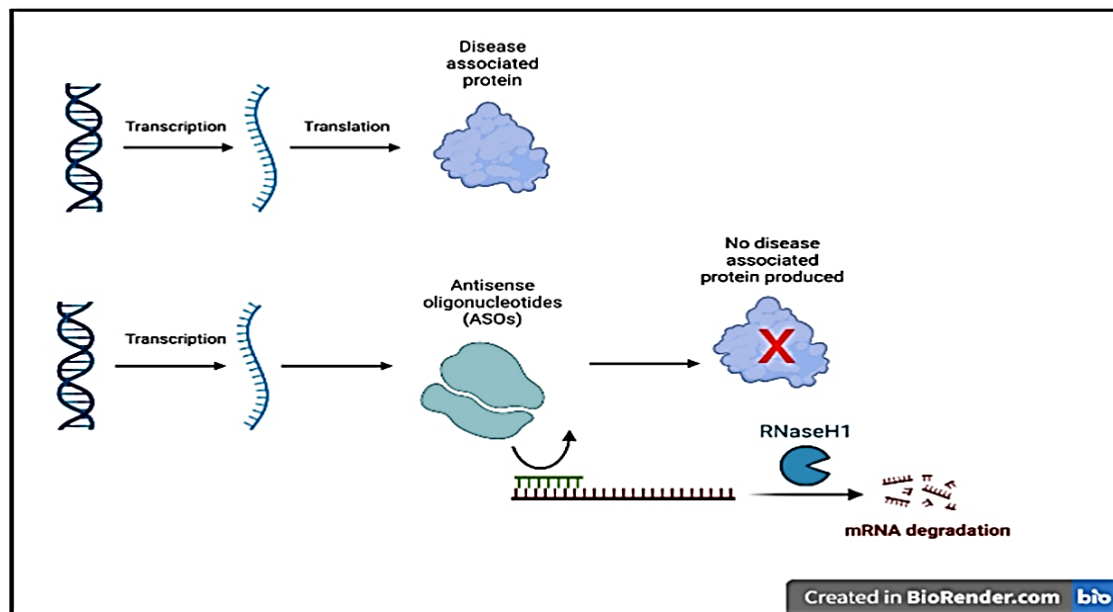 Disease
associated
protein
Transcription
Translation
No disease
associated
protein produced
Antisense
oligonucleotides
(ASOs)
Transcription
X
RNaseH1
mRNA degradation
Created in BioRender.com bio